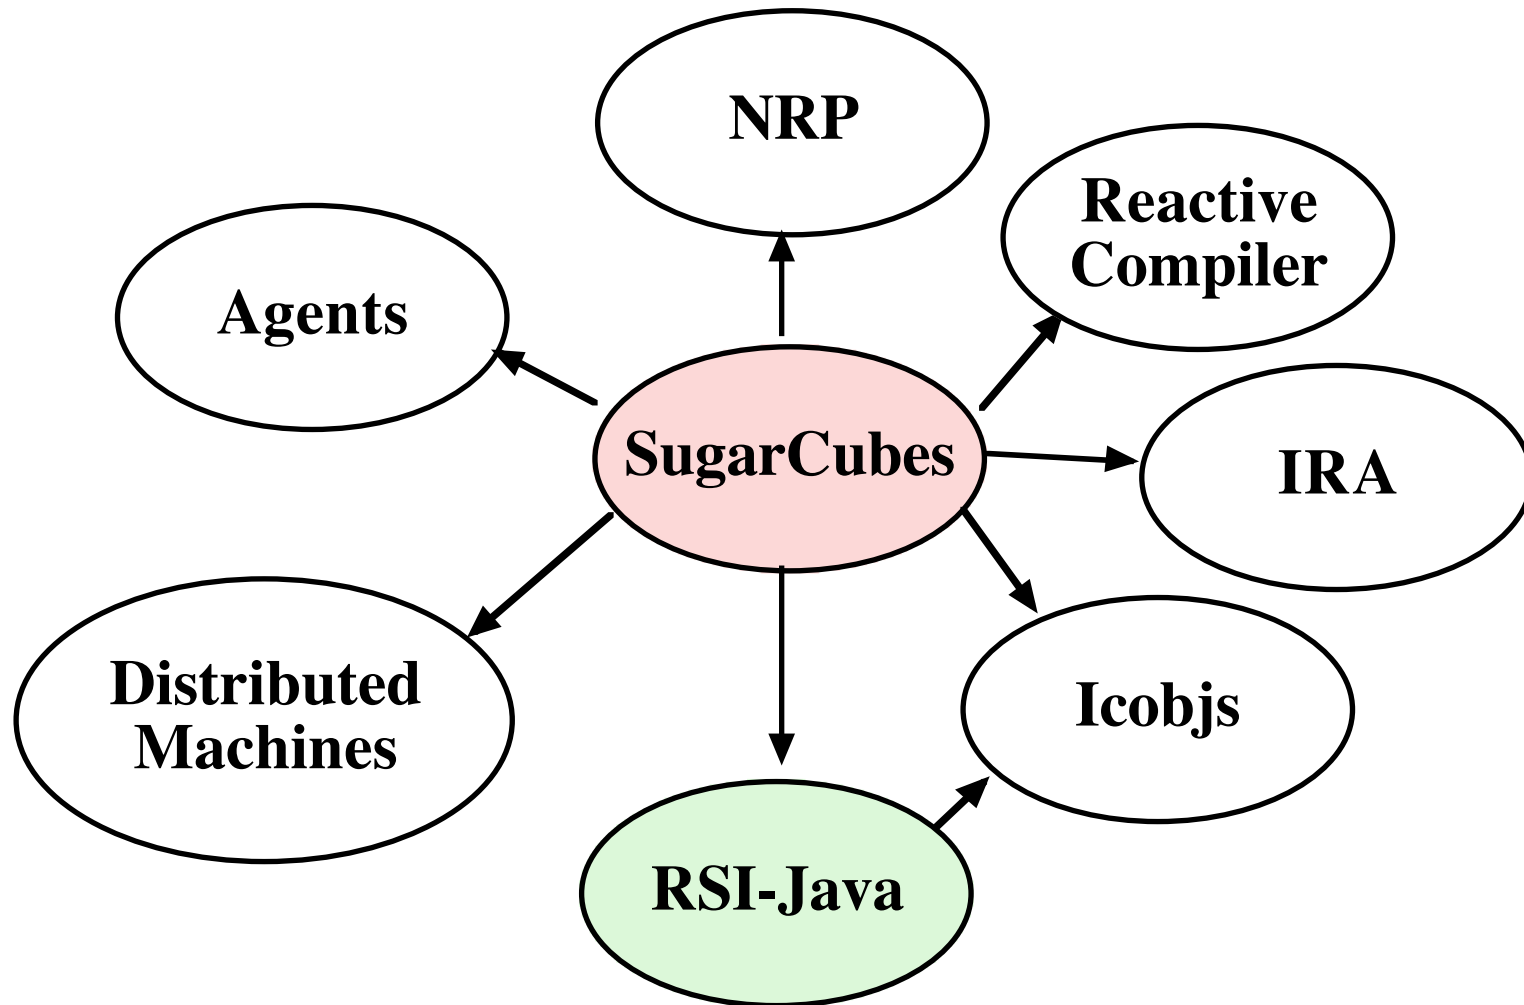 NRP
Reactive
Compiler
Agents
SugarCubes
IRA
Distributed
Machines
Icobjs
RSI-Java